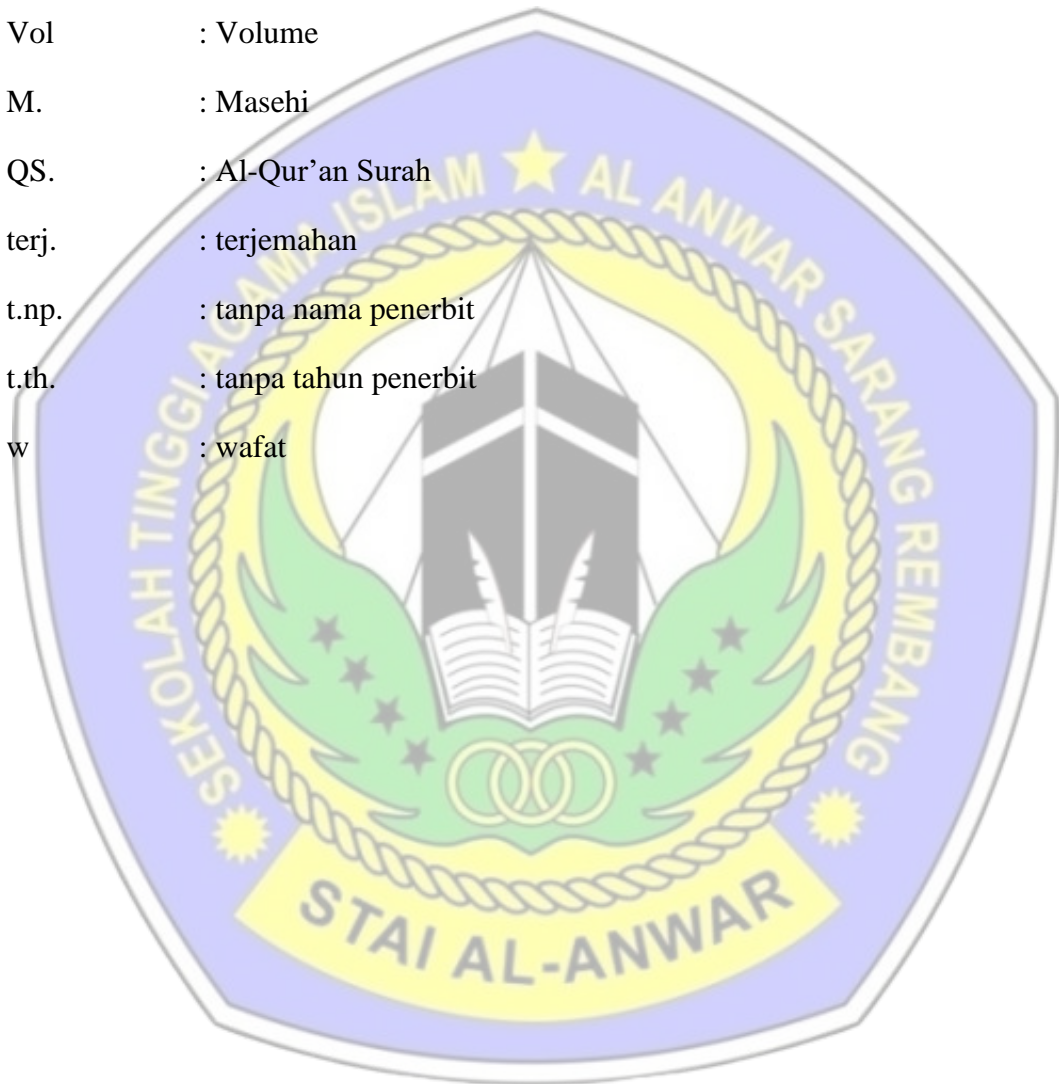 Vol : Volume
M. : Masehi
QS. : Al-Qur’an Surah
terj. : terjemahan
t.np. : tanpa nama penerbit
t.th. : tanpa tahun penerbit
w : wafat
SEKOLAH TINGGI AGAMA ISLAM AL ANWAR SARANG REMBANG
STAI AL-ANWAR